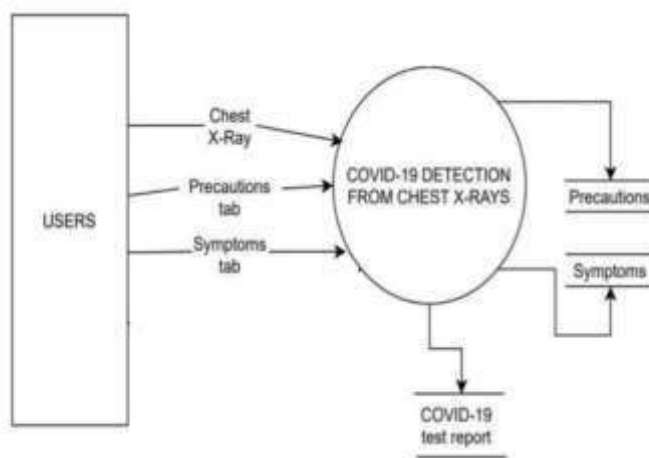 USERS
Chest
X-Ray
Precautions
tab
Symptoms
tab
COVID-19 DETECTION
FROM CHEST X-RAYS
Precautions
Symptoms
COVID-19
test report